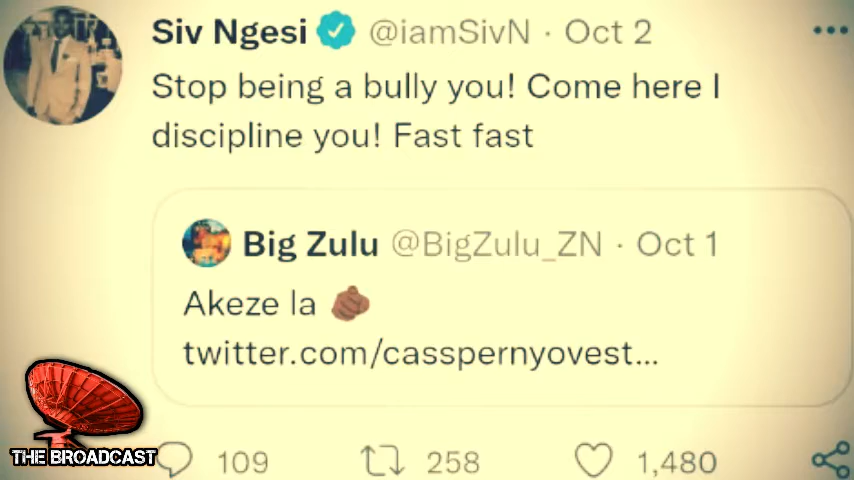 Siv Ngesi @iamSivN · Oct 2
Stop being a bully you! Come here I
discipline you! Fast fast
Big Zulu @BigZulu_ZN · Oct 1
Akeze la
twitter.com/casspernyovest...
THE BROADCAST
109 258 1,480